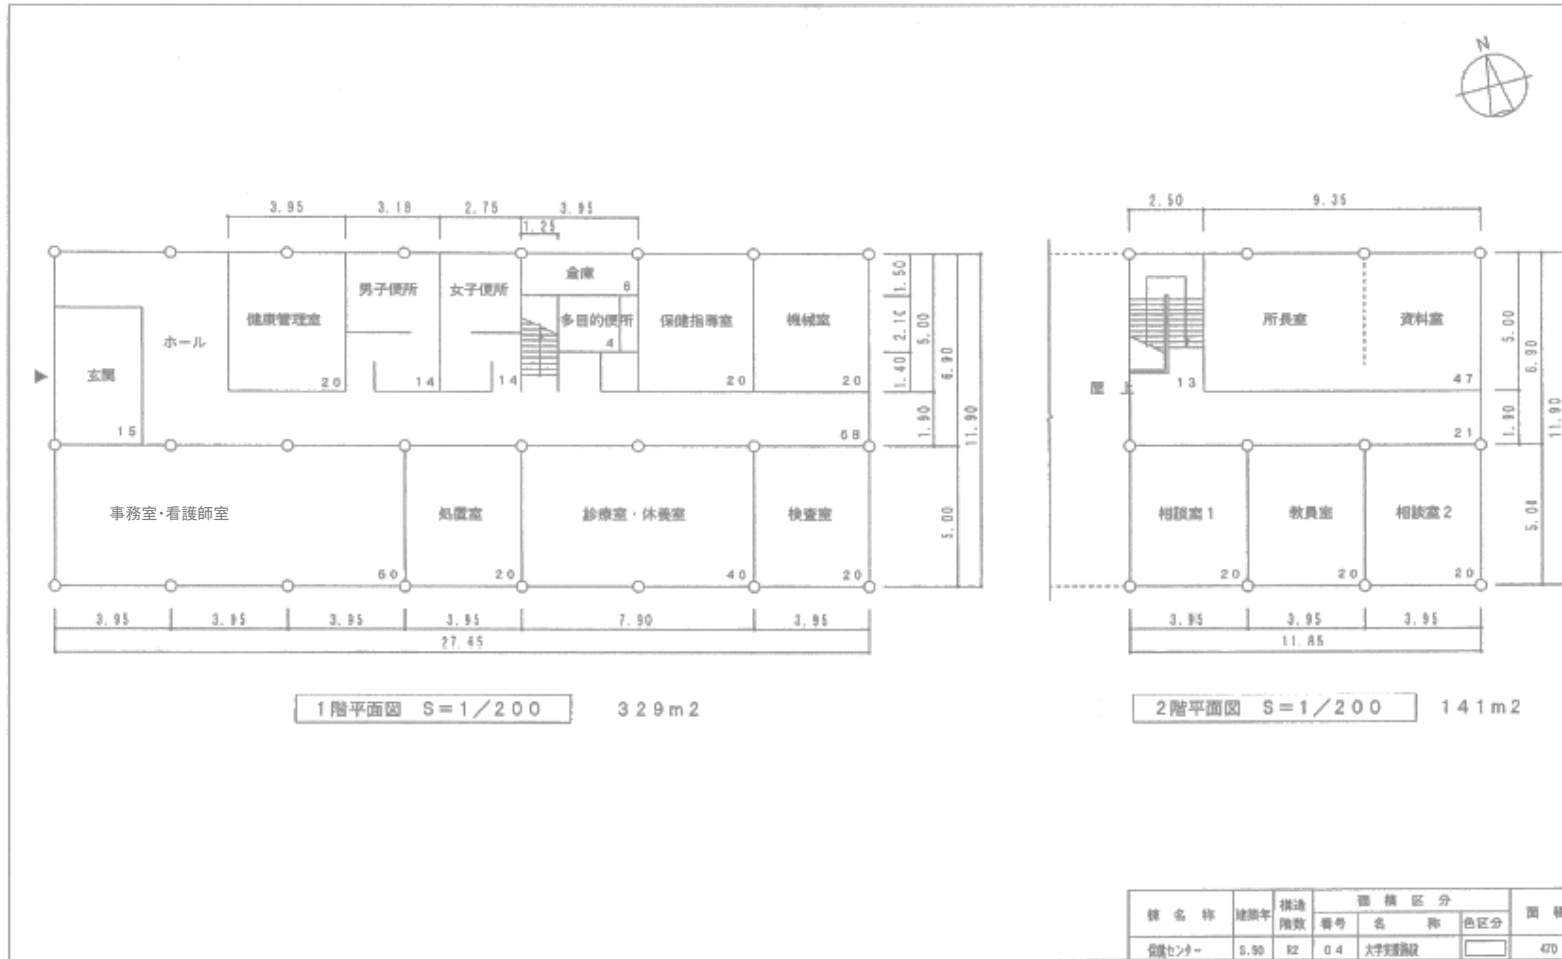 N
3.95 3.18 2.75 3.95
1.25
2.50 9.35
金庫
6
男子便所 女子便所
健康管理室
多目的便所
4
保健指導室 機械室
ホール
玄関
15
20 14 14 20 20
68
1.50
2.10
1.40
5.00
1.90
6.90
11.90
5.00
事務室・看護師室 処置室 診療室・休養室 検査室
60 20 40 20
3.95 3.95 3.95 3.95 7.90 3.95
27.65
1階平面図 S=1/200 329m2
所長室 資料室
13 47
屋上
21
5.00
1.90
6.90
11.90
5.00
相談室1 教員室 相談室2
20 20 20
3.95 3.95 3.95
11.85
2階平面図 S=1/200 141m2
棟名称 建築年 構造階数 面積区分
番号 名称 色区分
保健センター S.50 R2 04 大学支援施設 470